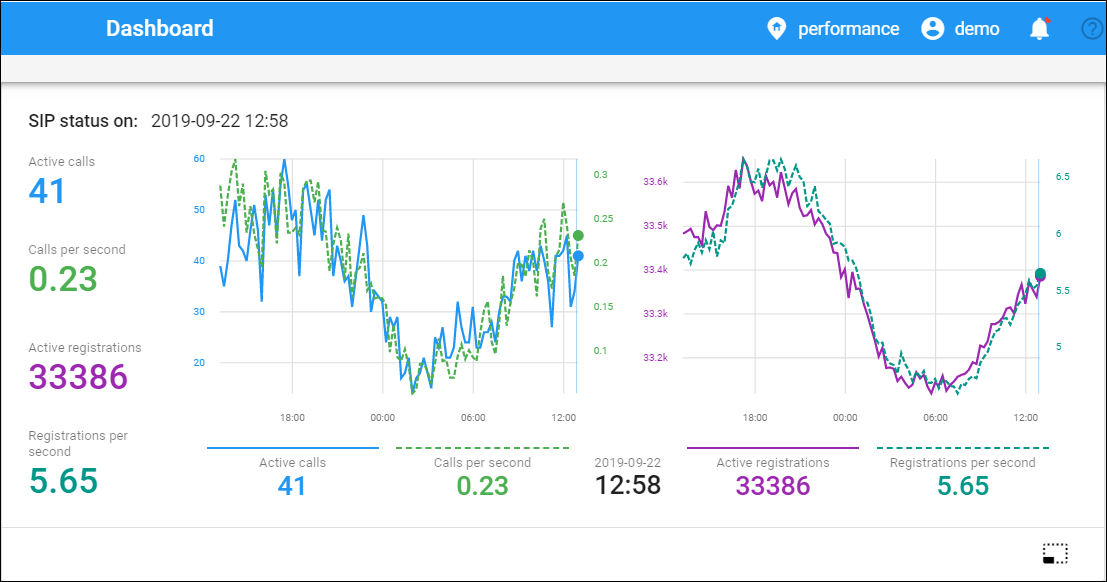 Dashboard performance demo ?
SIP status on: 2019-09-22 12:58
Active calls
41
Calls per second
0.23
Active registrations
33386
Registrations per
second
5.65
60
50
40
30
20
0.3
0.25
0.2
0.15
0.1
18:00 00:00 06:00 12:00
33.6k
33.5k
33.4k
33.3k
33.2k
6.5
6
5.5
5
18:00 00:00 06:00 12:00
Active calls
41
Calls per second
0.23
2019-09-22
12:58
Active registrations
33386
Registrations per second
5.65